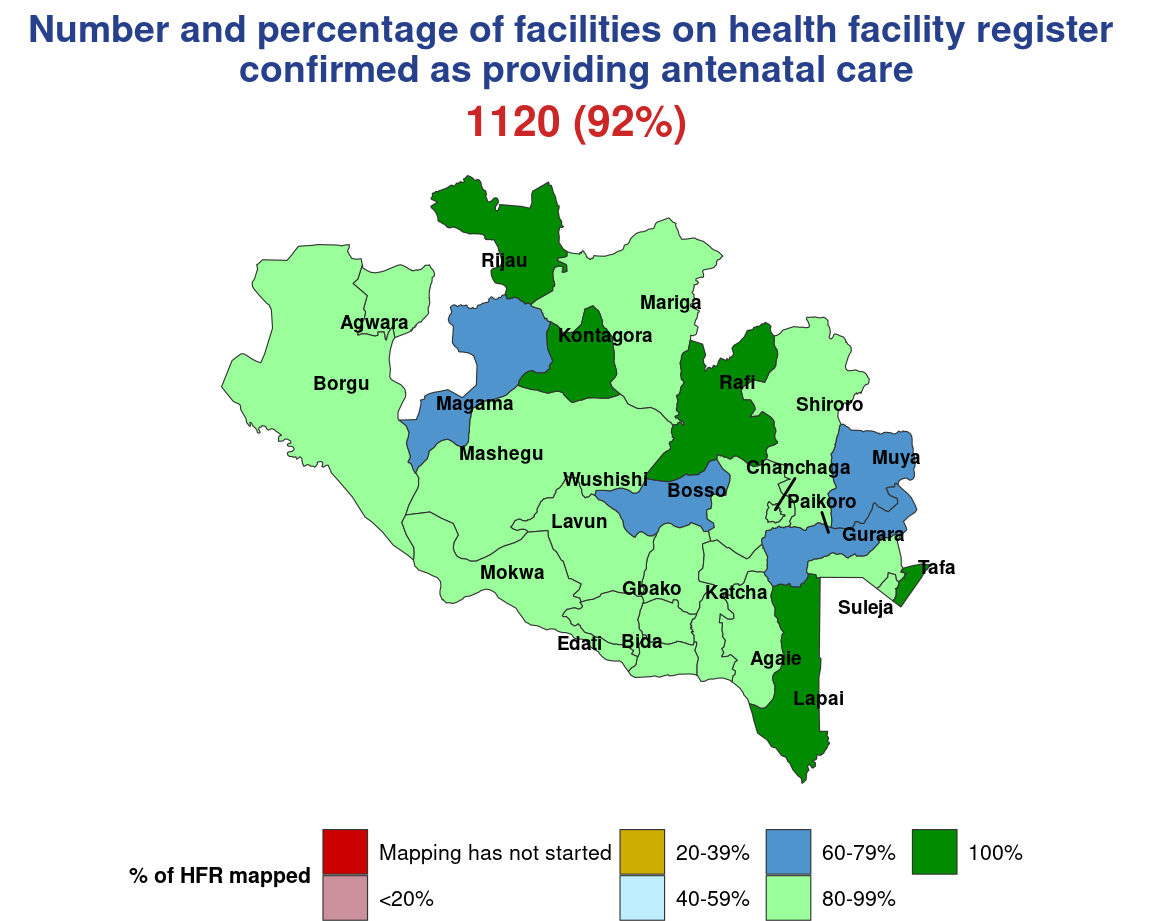 Number and percentage of facilities on health facility register
confirmed as providing antenatal care
1120 (92%)
Rijau
Mariga
Agwara
Kontagora
Borgu
Rafi
Magama
Shiroro
Mashegu
Muya
Chanchaga
Wushishi
Bosso
Paikoro
Lavun
Gurara
Tafa
Mokwa
Gbako
Katcha
Suleja
Edati
Bida
Agaie
Lapai
% of HFR mapped
Mapping has not started
<20%
20-39%
40-59%
60-79%
80-99%
100%